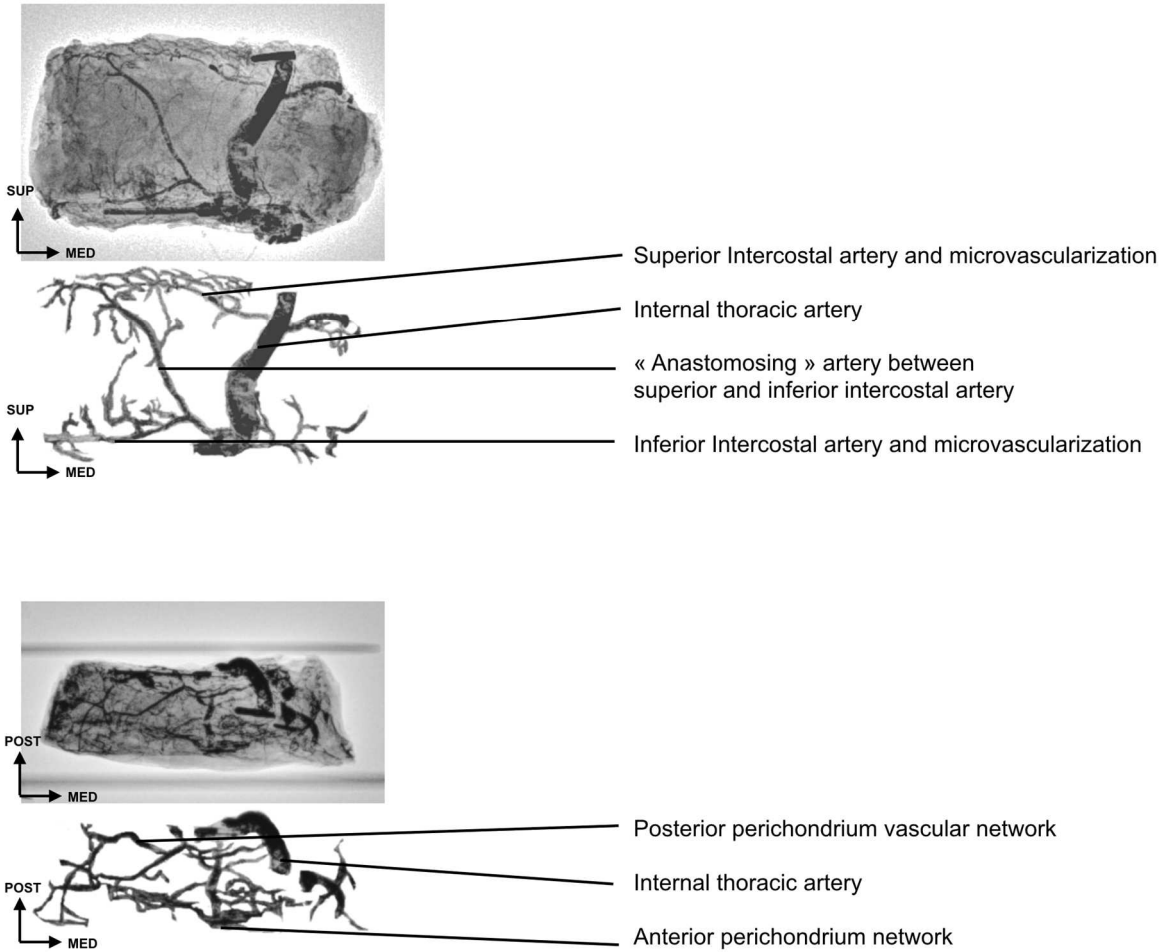 SUP
MED
Superior Intercostal artery and microvascularization
Internal thoracic artery
« Anastomosing » artery between
superior and inferior intercostal artery
SUP
Inferior Intercostal artery and microvascularization
MED
POST
MED
Posterior perichondrium vascular network
Internal thoracic artery
POST
Anterior perichondrium network
MED